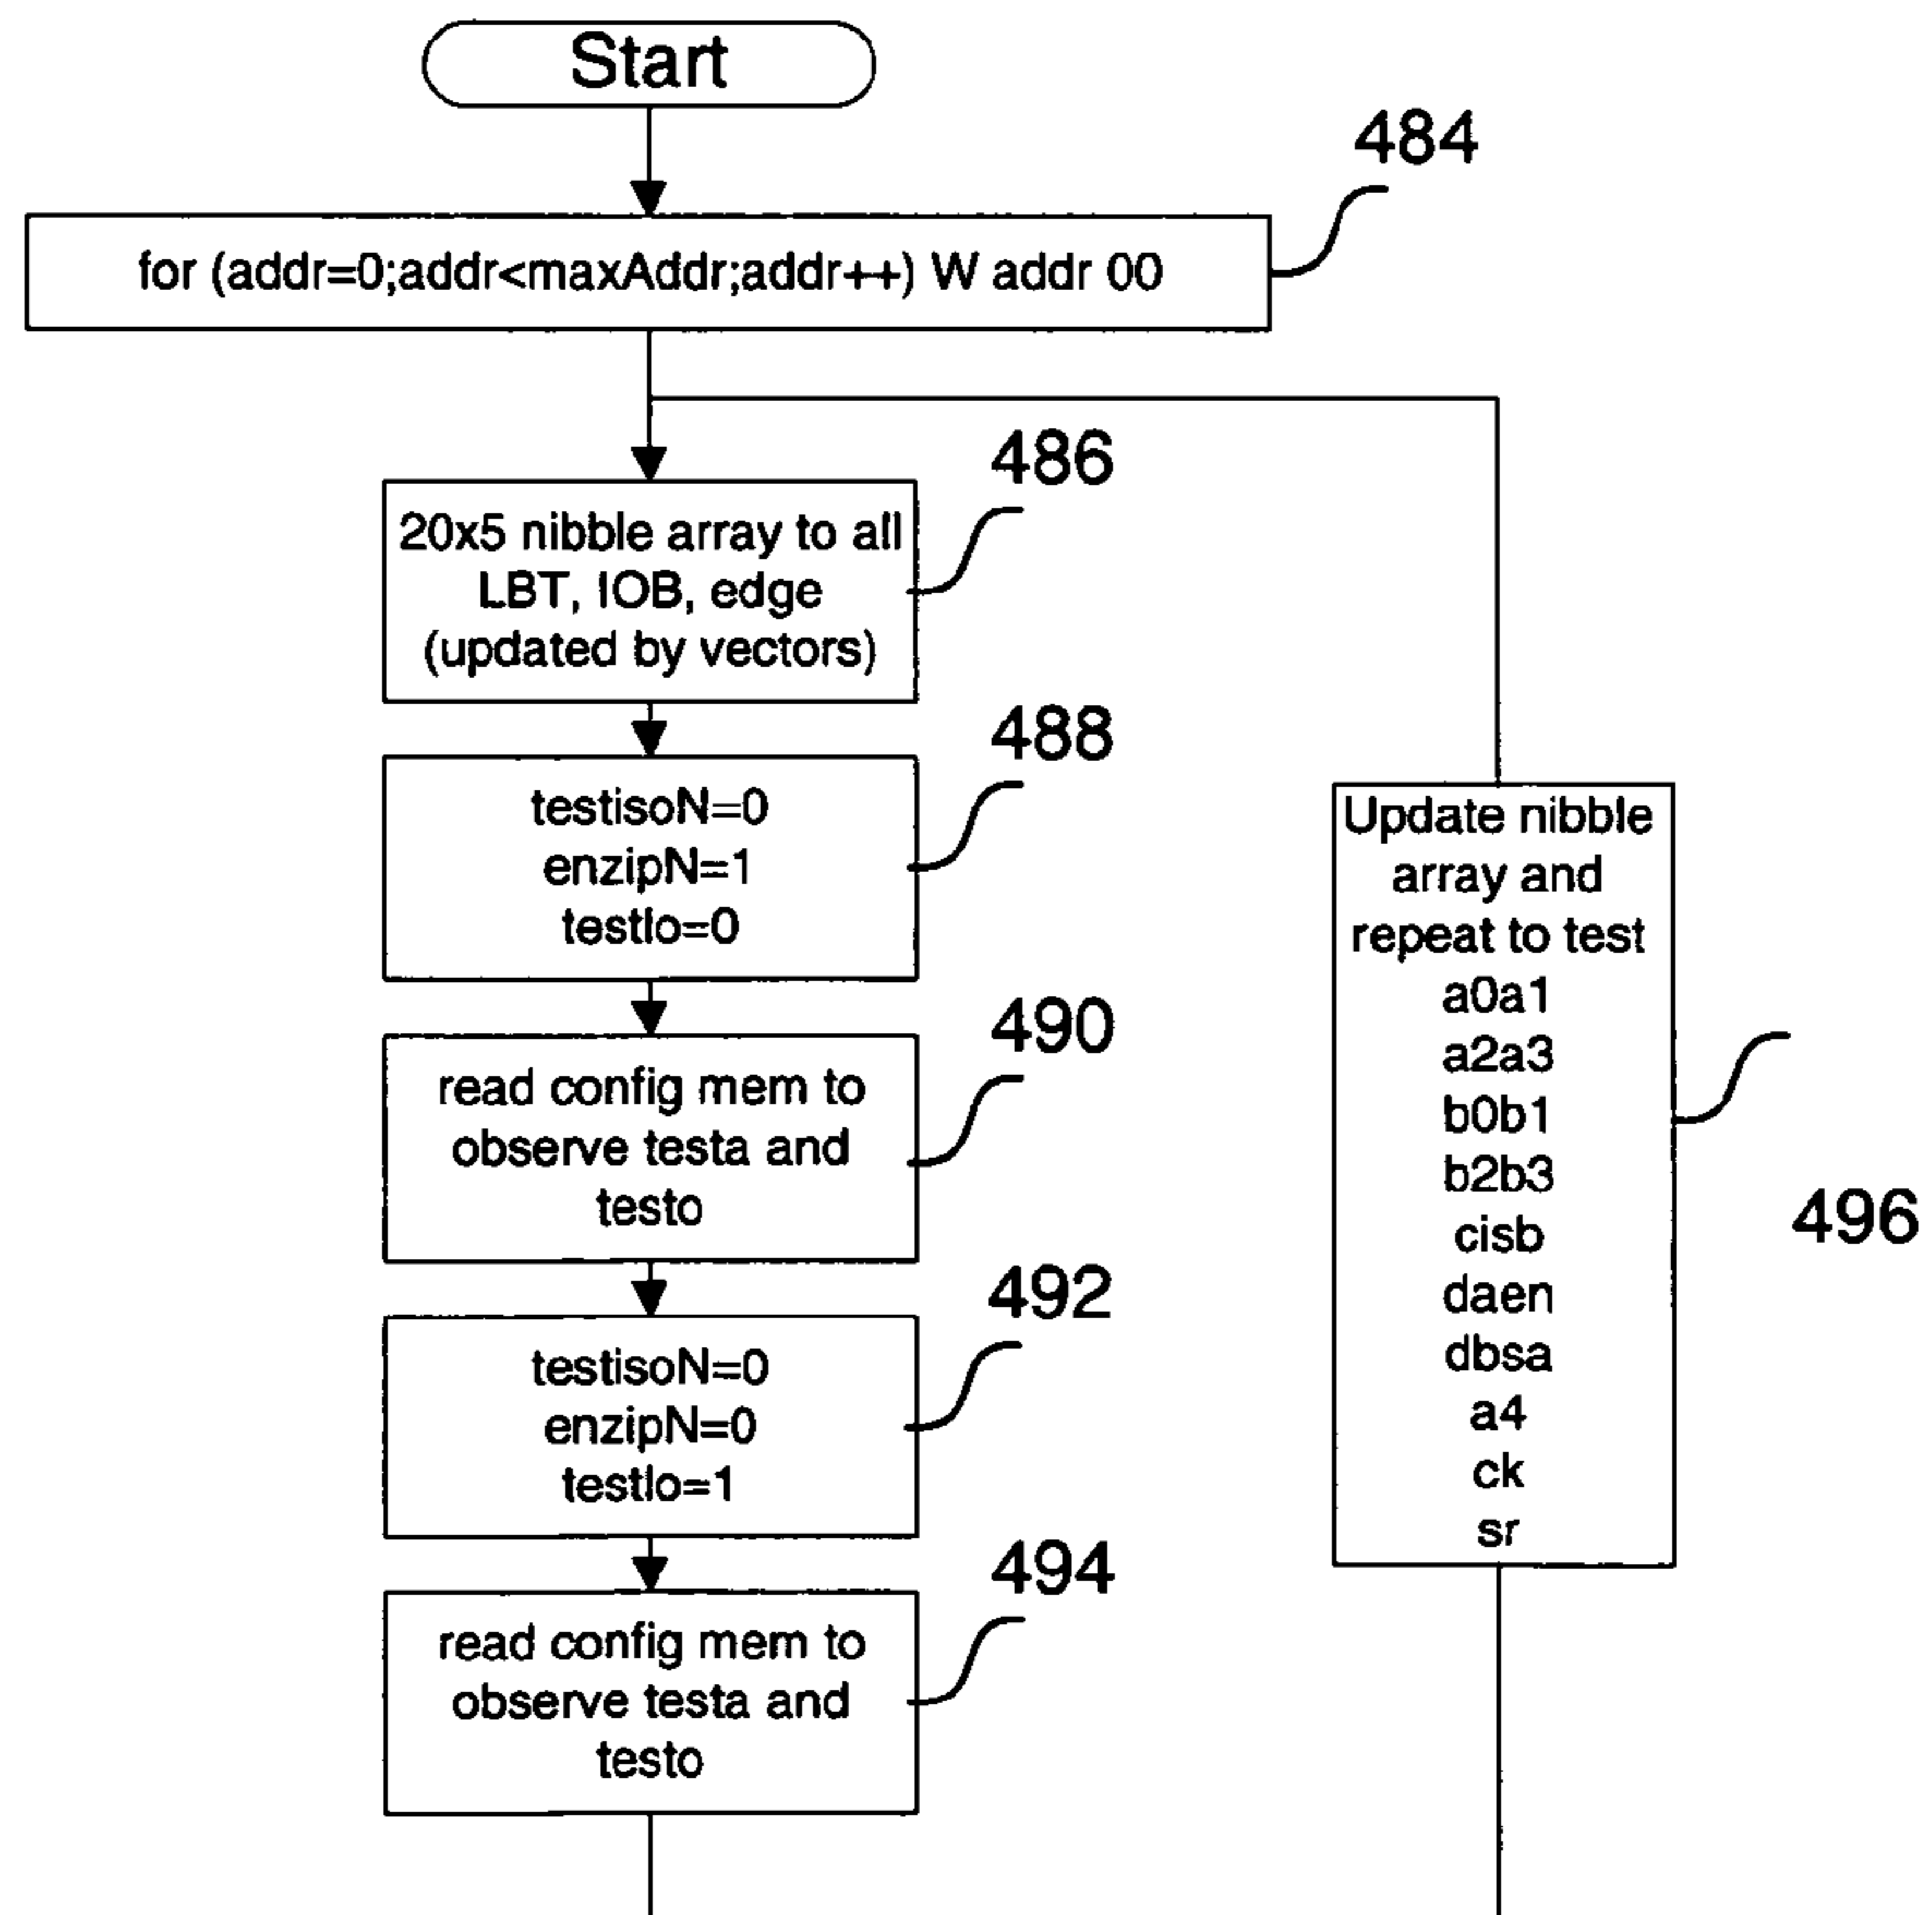 Start
484
for (addr=0;addr<maxAddr;addr++) W addr 00
486
20x5 nibble array to all
LBT, IOB, edge
(updated by vectors)
488
testisoN=0
enzipN=1
testlo=0
490
read config mem to
observe testa and
testo
492
testisoN=0
enzipN=0
testlo=1
494
read config mem to
observe testa and
testo
Update nibble
array and
repeat to test
a0a1
a2a3
b0b1
b2b3
cisb
daen
dbsa
a4
ck
sr
496